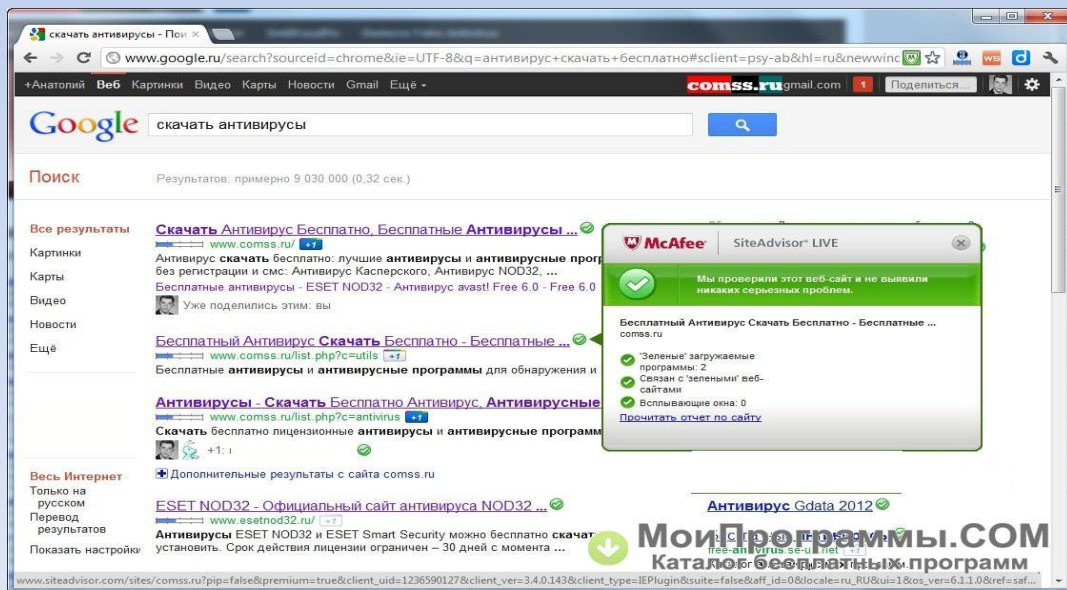 скачать антивирусы - Пои
www.google.ru/search?sourceid=chrome&ie=UTF-8&q=антивирус+скачать+бесплатно#sclient=psy-ab&hl=ru&newwinc
+Анатолий Веб Картинки Видео Карты Новости Gmail Ещё
comss.ru gmail.com 1 Поделиться...
Google скачать антивирусы
Поиск Результатов: примерно 9 030 000 (0,32 сек.)
Все результаты
Картинки
Карты
Видео
Новости
Ещё
Весь Интернет
Только на
русском
Перевод
результатов
Показать настройки
Скачать Антивирус Бесплатно, Бесплатные Антивирусы ...
www.comss.ru/ +1
Антивирус скачать бесплатно: лучшие антивирусы и антивирусные прог
без регистрации и смс: Антивирус Касперского, Антивирус NOD32, ...
Бесплатные антивирусы - ESET NOD32 - Антивирус avast! Free 6.0 - Free 6.0
Уже поделились этим: вы
Бесплатный Антивирус Скачать Бесплатно - Бесплатные ...
www.comss.ru/list.php?c=utils +1
Бесплатные антивирусы и антивирусные программы для обнаружения и
Антивирусы - Скачать Бесплатно Антивирус, Антивирусные
www.comss.ru/list.php?c=antivirus +1
Скачать бесплатно лицензионные антивирусы и антивирусные программ
+1:
Дополнительные результаты с сайта comss.ru
ESET NOD32 - Официальный сайт антивируса NOD32 ...
www.esetnod32.ru/ +1
Антивирусы ESET NOD32 и ESET Smart Security можно бесплатно скачат
установить. Срок действия лицензии ограничен – 30 дней с момента ...
McAfee SiteAdvisor® LIVE
Мы проверили этот веб-сайт и не выявили
никаких серьезных проблем.
Бесплатный Антивирус Скачать Бесплатно - Бесплатные ...
comss.ru
'Зеленые' загружаемые
программы: 2
Связан с 'зелеными' веб-
сайтами
Всплывающие окна: 0
Прочитать отчет по сайту
Антивирус Gdata 2012
МоиПрограммы.COM
Каталог бесплатных программ
www.siteadvisor.com/sites/comss.ru?pip=false&premium=true&client_uid=1236590127&client_ver=3.4.0.143&client_type=IEPlugin&suite=false&aff_id=0&locale=ru_RU&ui=1&os_ver=6.1.1.0&ref=saf...